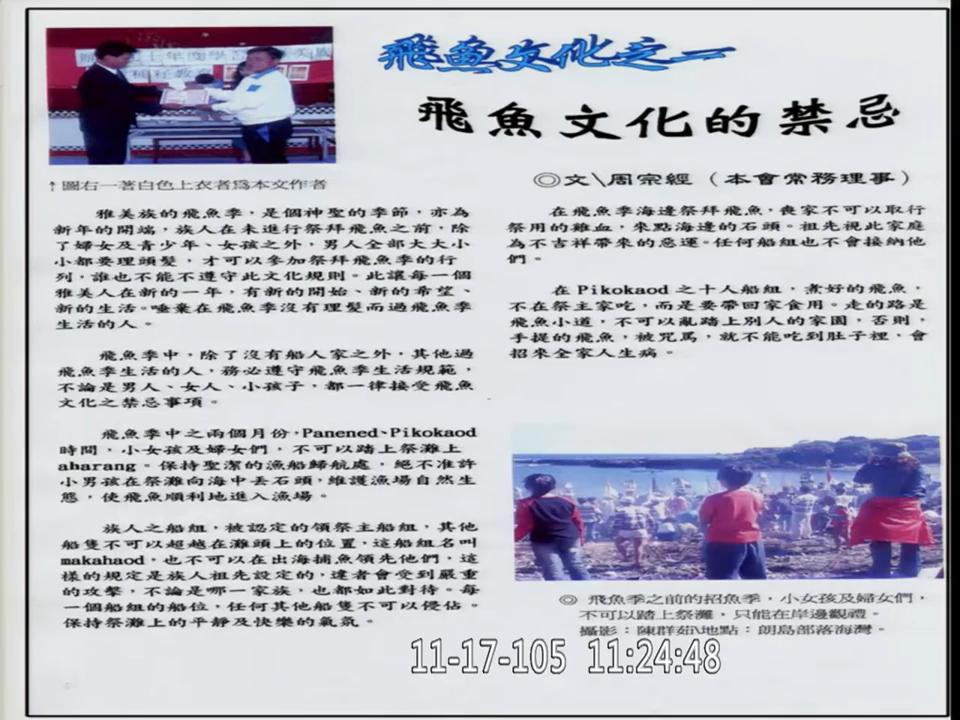 飛魚文化之一
飛魚文化的禁忌
◎文\周宗經（本會常務理事）
↑圖右一著白色上衣者為本文作者
雅美族的飛魚季，是個神聖的季節，亦為
新年的開端，族人在未進行祭拜飛魚之前，除
了婦女及青少年、女孩之外，男人全部大大小
小都要理頭髮，才可以參加祭拜飛魚季的行
列，誰也不能不遵守此文化規則。此讓每一個
雅美人在新的一年，有新的開始、新的希望、
新的生活。唾棄在飛魚季沒有理髮而過飛魚季
生活的人。
飛魚季中，除了沒有船人家之外，其他過
飛魚季生活的人，務必遵守飛魚季生活規範，
不論是男人、女人、小孩子，都一律接受飛魚
文化之禁忌事項。
飛魚季中之兩個月份，Panened、Pikokaod
時間，小女孩及婦女們，不可以踏上祭灘上
aharang。保持聖潔的漁船歸航處，絕不准許
小男孩在祭灘向海中丟石頭，維護漁場自然生
態，使飛魚順利地進入漁場。
族人之船組，被認定的領祭主船組，其他
船隻不可以超越在灘頭上的位置，這船組名叫
makahaod，也不可以在出海捕魚領先他們，這
樣的規定是族人祖先設定的，違者會受到嚴重
的攻擊，不論是哪一家族，也都如此對待。每
一個船組的船位，任何其他船隻不可以侵佔。
保持祭灘上的平靜及快樂的氣氛。
在飛魚季海邊祭拜飛魚，喪家不可以取行
祭用的雞血，來點海邊的石頭。祖先視此家庭
為不吉祥帶來的惡運。任何船組也不會接納他
們。
在Pikokaod之十人船組，煮好的飛魚，
不在祭主家吃，而是要帶回家食用。走的路是
飛魚小道，不可以亂踏上別人的家園，否則，
手提的飛魚，被咒罵，就不能吃到肚子裡，會
招來全家人生病。
◎ 飛魚季之前的招魚季，小女孩及婦女們，
不可以踏上祭灘，只能在岸邊觀禮。
攝影：陳群茹\地點：朗島部落海灣。
11-17-105 11:24:48